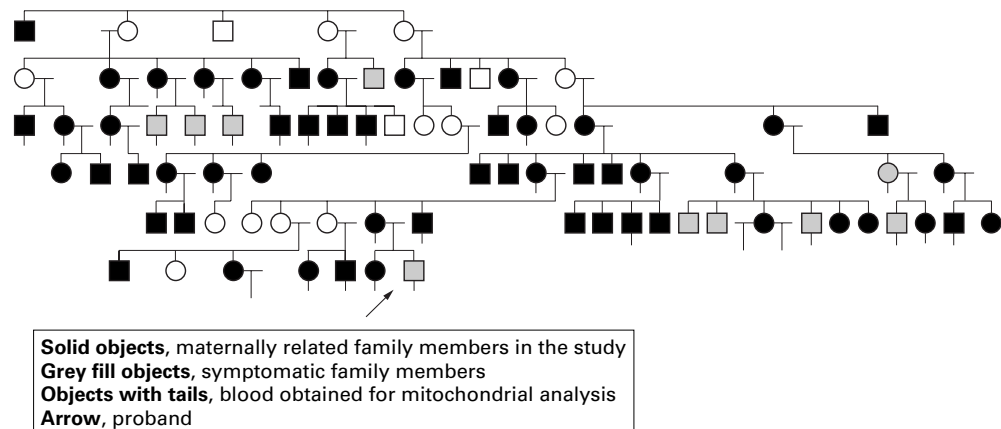 Solid objects, maternally related family members in the study
Grey fill objects, symptomatic family members
Objects with tails, blood obtained for mitochondrial analysis
Arrow, proband